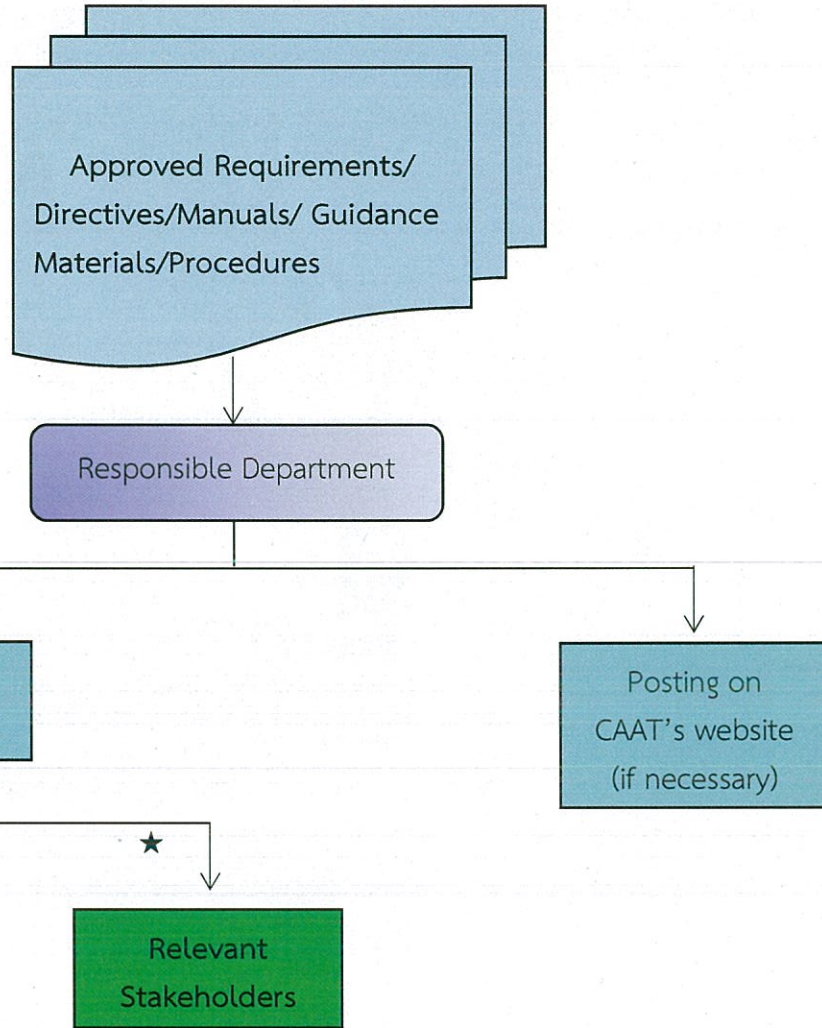 Approved Requirements/
Directives/Manuals/ Guidance
Materials/Procedures
Responsible Department
Posting on
CAAT's website
(if necessary)
★
Relevant
Stakeholders